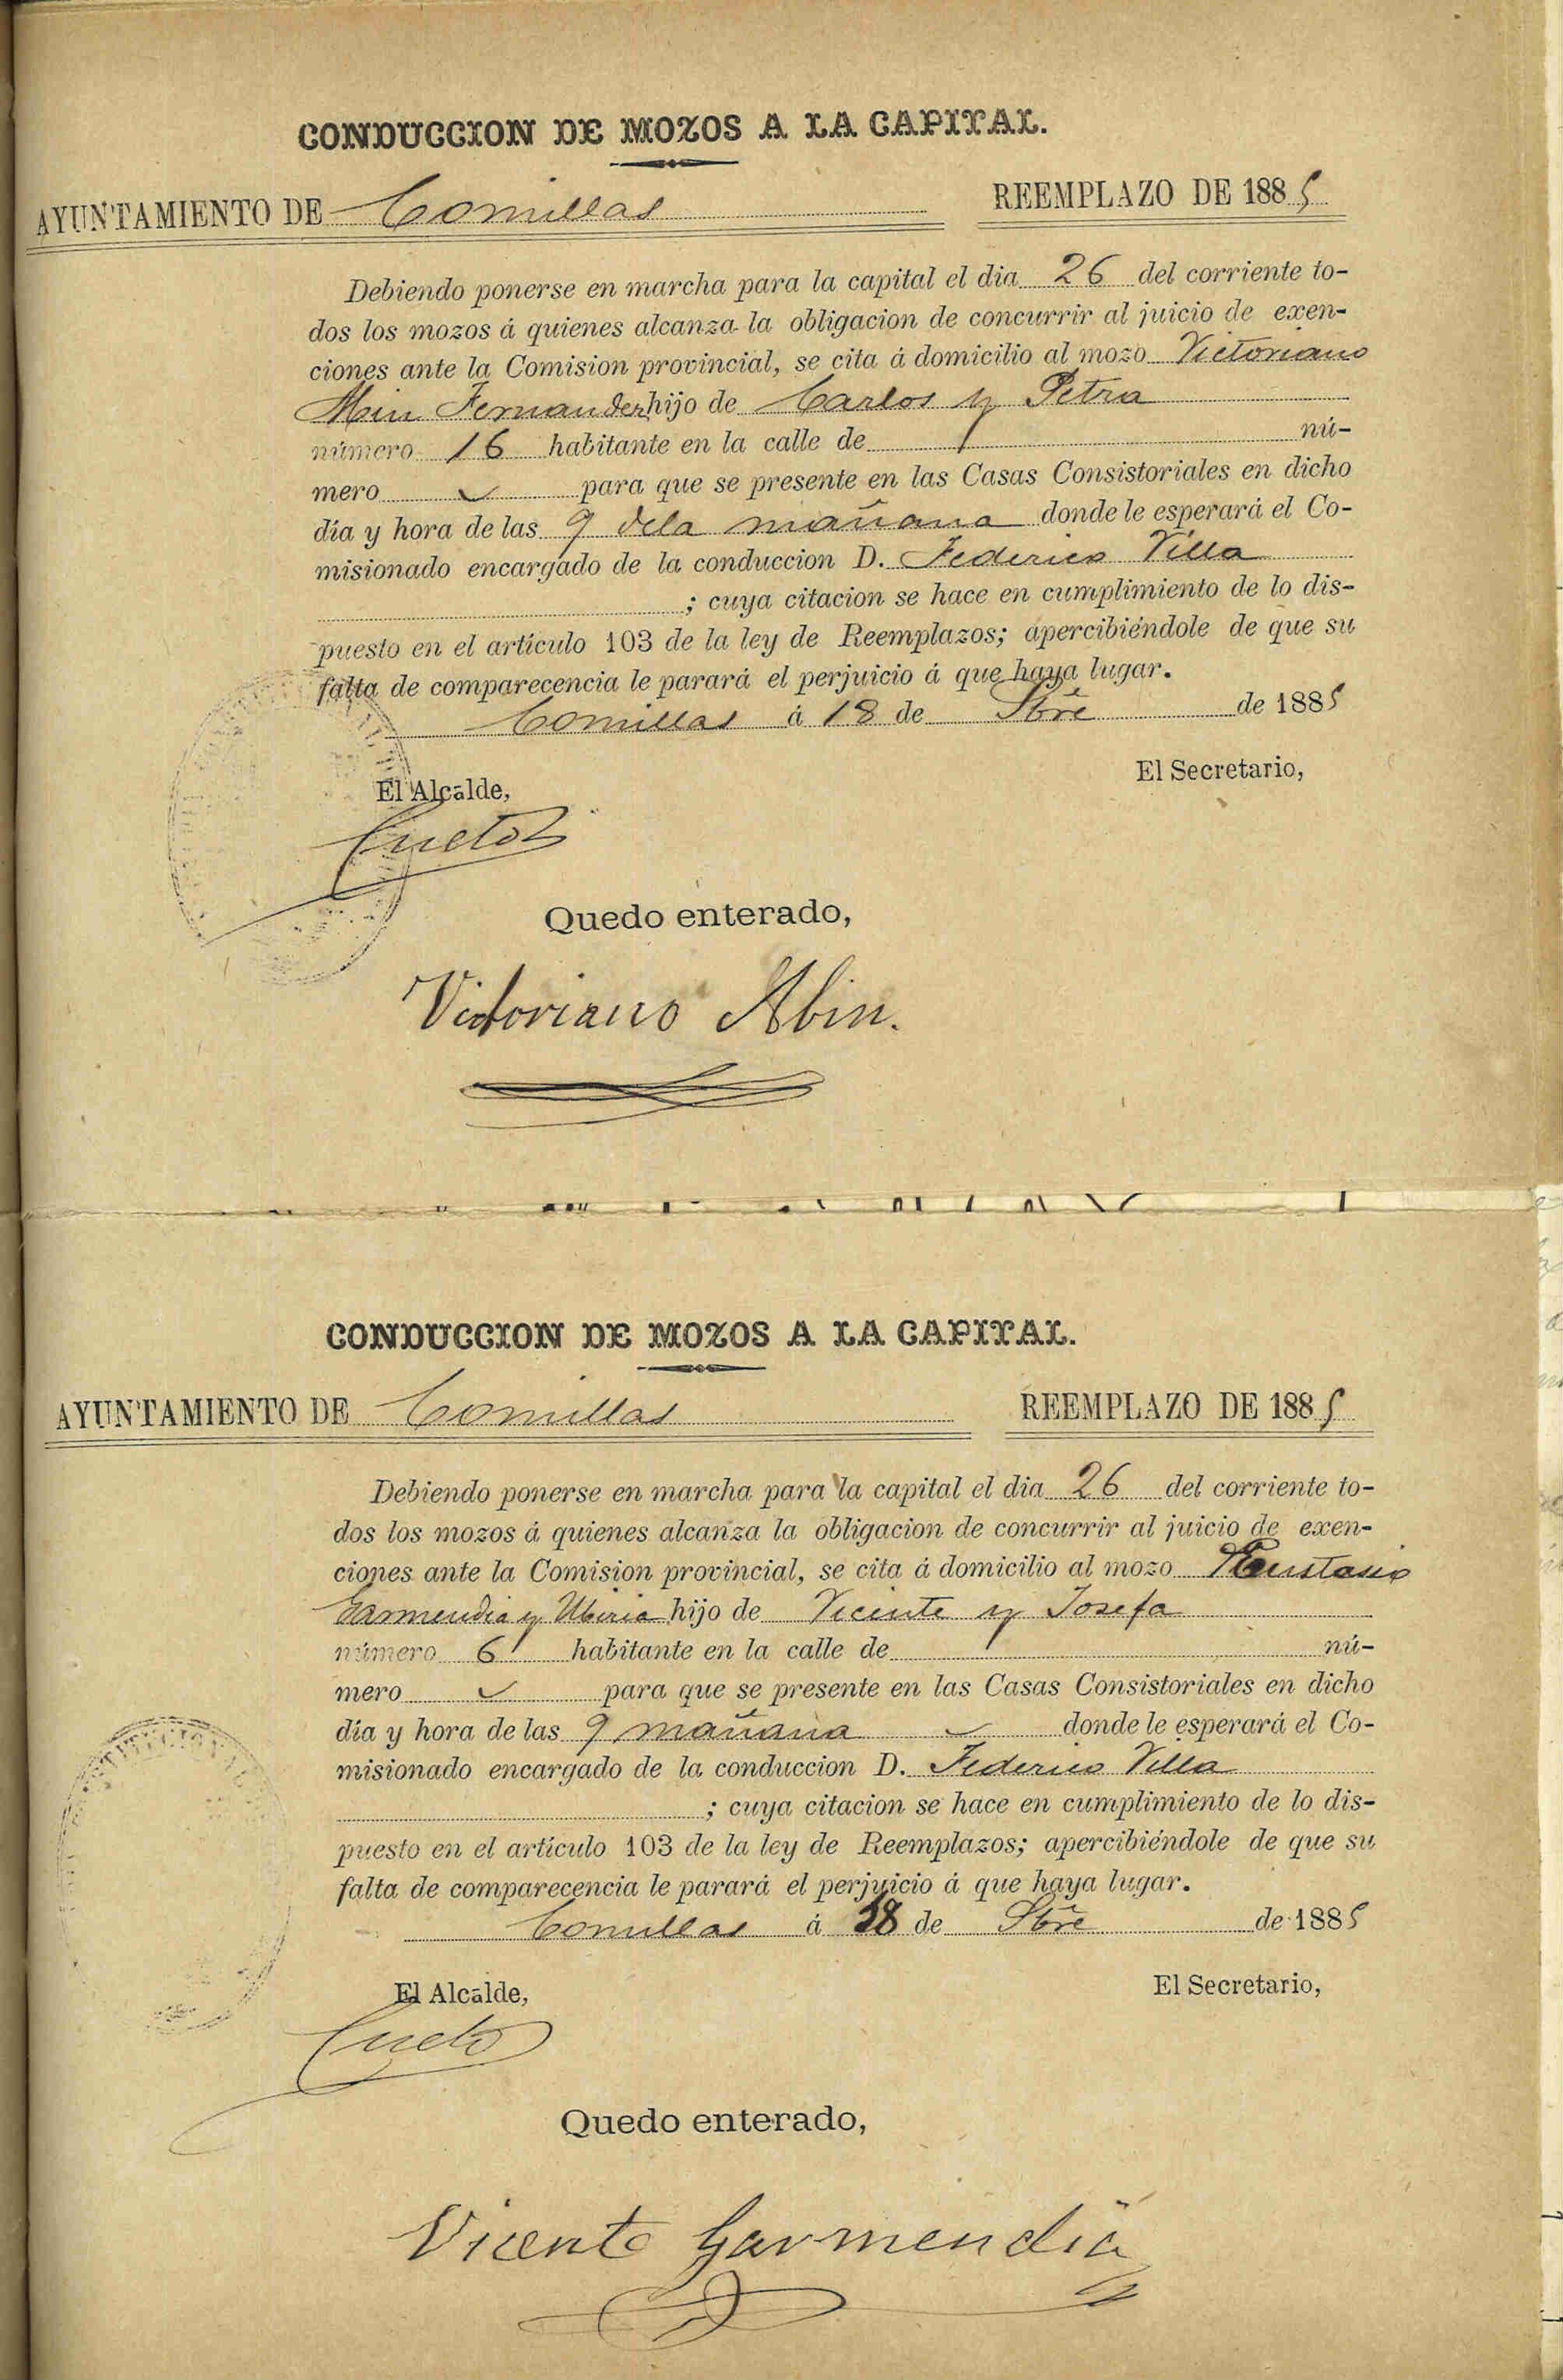 CONDUCCION DE MOZOS A LA CAPITAL.
AYUNTAMIENTO DE Comillas REEMPLAZO DE 1885
Debiendo ponerse en marcha para la capital el dia 26 del corriente to-
dos los mozos á quienes alcanza la obligacion de concurrir al juicio de exen-
ciones ante la Comision provincial, se cita á domicilio al mozo Victoriano
Abin Fernandez hijo de Carlos y Petra
número 16 habitante en la calle de nú-
mero para que se presente en las Casas Consistoriales en dicho
día y hora de las 9 dela mañana donde le esperará el Co-
misionado encargado de la conduccion D. Federico Villa
; cuya citacion se hace en cumplimiento de lo dis-
puesto en el artículo 103 de la ley de Reemplazos; apercibiéndole de que su
falta de comparecencia le parará el perjuicio á que haya lugar.
Comillas á 18 de Stbre de 1885
El Secretario,
El Alcalde,
Cueto
Quedo enterado,
Victoriano Abin.
CONDUCCION DE MOZOS A LA CAPITAL.
AYUNTAMIENTO DE Comillas REEMPLAZO DE 1885
Debiendo ponerse en marcha para la capital el dia 26 del corriente to-
dos los mozos á quienes alcanza la obligacion de concurrir al juicio de exen-
ciones ante la Comision provincial, se cita á domicilio al mozo Eustasio
Garmendia y Ubiria hijo de Vicente y Josefa
número 6 habitante en la calle de nú-
mero para que se presente en las Casas Consistoriales en dicho
día y hora de las 9 mañana donde le esperará el Co-
misionado encargado de la conduccion D. Federico Villa
; cuya citacion se hace en cumplimiento de lo dis-
puesto en el artículo 103 de la ley de Reemplazos; apercibiéndole de que su
falta de comparecencia le parará el perjuicio á que haya lugar.
Comillas á 18 de Stbre de 1885
El Alcalde, El Secretario,
Cueto
Quedo enterado,
Vicente Garmendia